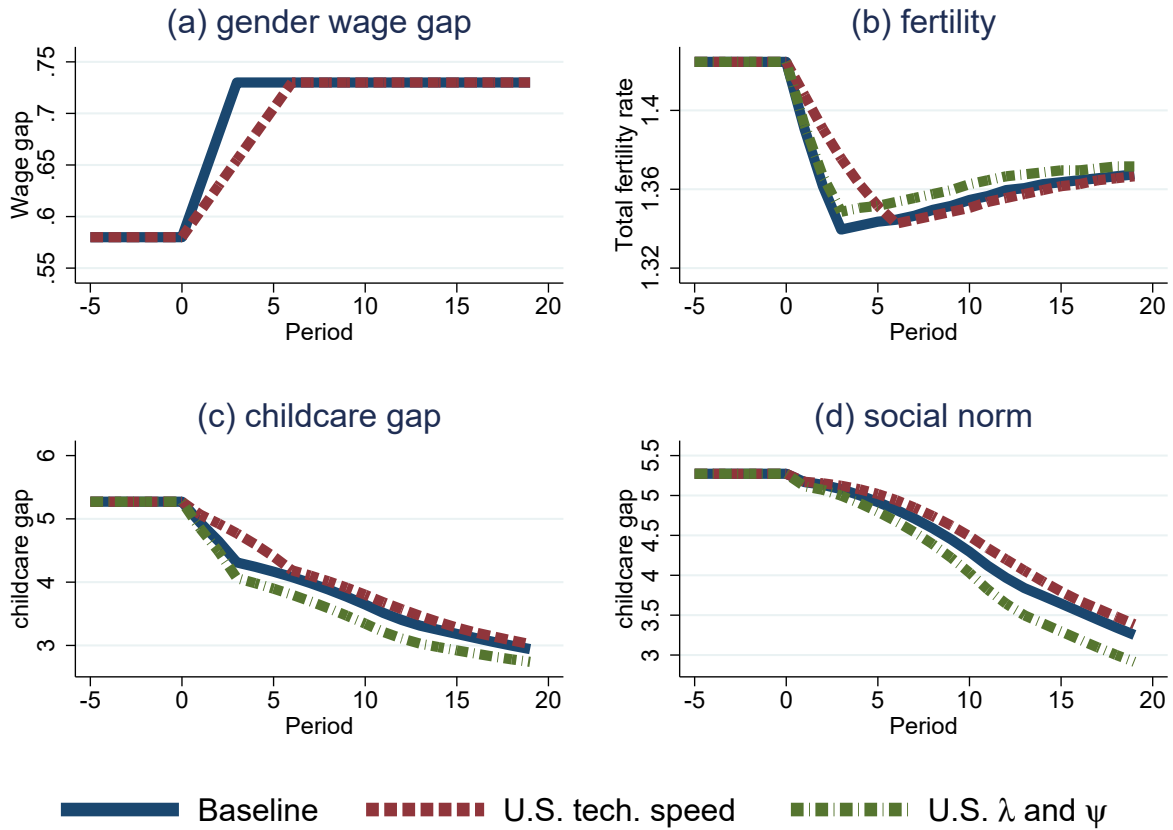 (a) gender wage gap
Wage gap
.75
.7
.65
.6
.55
-5 0 5 10 15 20
Period
(b) fertility
Total fertility rate
1.4
1.36
1.32
-5 0 5 10 15 20
Period
(c) childcare gap
childcare gap
6
5
4
3
-5 0 5 10 15 20
Period
(d) social norm
childcare gap
5.5
5
4.5
4
3.5
3
-5 0 5 10 15 20
Period
Baseline U.S. tech. speed U.S. λ and ψ